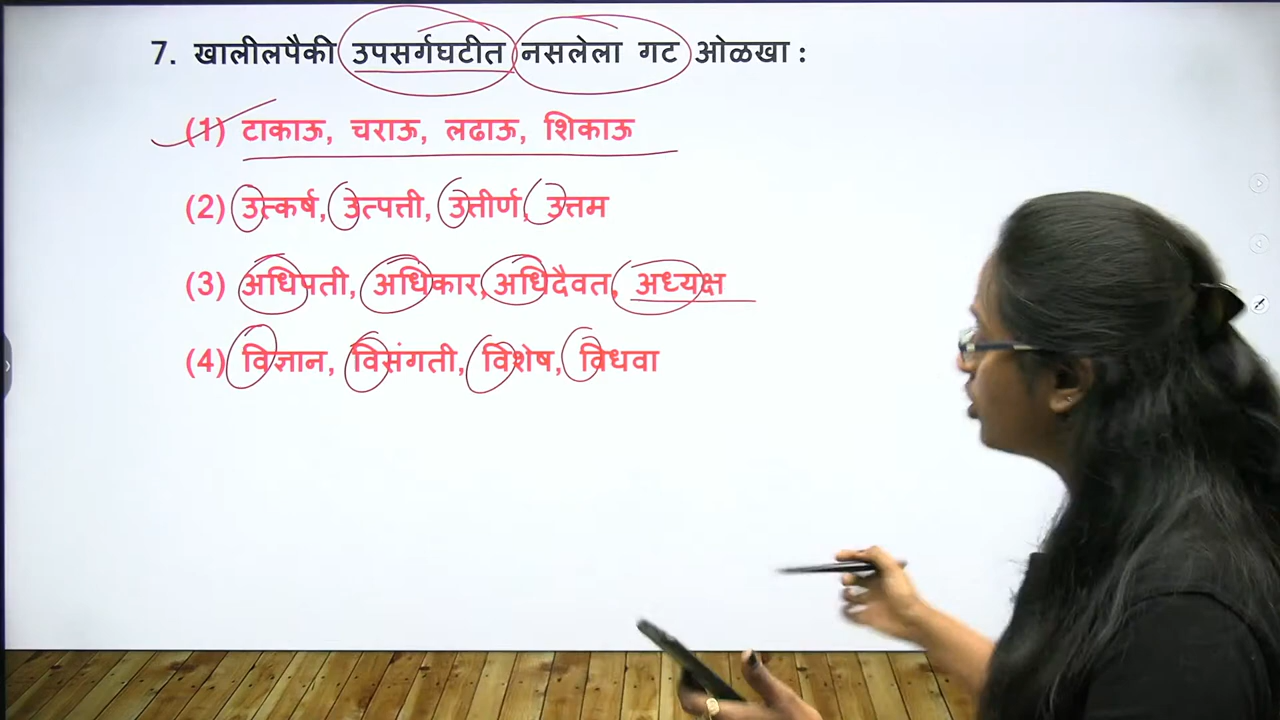 7. खालीलपैकी उपसर्गघटीत नसलेला गट ओळखा :
(1) टाकाऊ, चराऊ, लढाऊ, शिकाऊ
(2) उत्कर्ष, उत्पत्ती, उत्तीर्ण, उत्तम
(3) अधिपती, अधिकार, अधिदैवत, अध्यक्ष
(4) विज्ञान, विसंगती, विशेष, विधवा